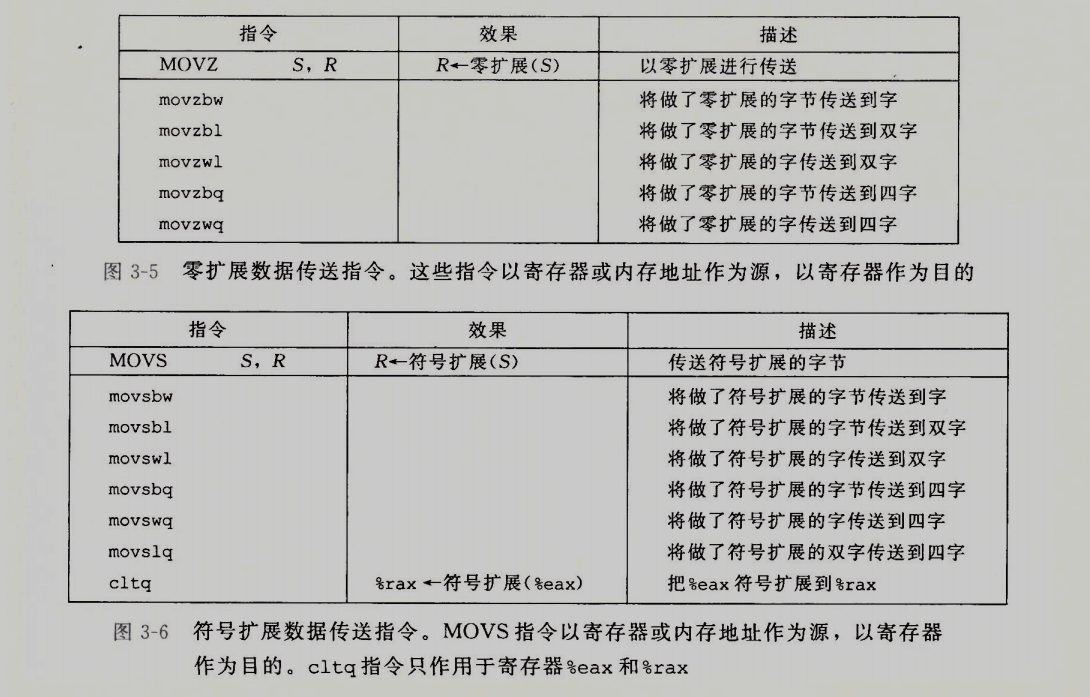 指令 效果 描述
MOVZ S, R R←零扩展(S) 以零扩展进行传送
movzbw 将做了零扩展的字节传送到字
movzbl 将做了零扩展的字节传送到双字
movzwl 将做了零扩展的字传送到双字
movzbq 将做了零扩展的字节传送到四字
movzwq 将做了零扩展的字传送到四字
图 3-5 零扩展数据传送指令。这些指令以寄存器或内存地址作为源，以寄存器作为目的
指令 效果 描述
MOVS S, R R←符号扩展(S) 传送符号扩展的字节
movsbw 将做了符号扩展的字节传送到字
movsbl 将做了符号扩展的字节传送到双字
movswl 将做了符号扩展的字传送到双字
movsbq 将做了符号扩展的字节传送到四字
movswq 将做了符号扩展的字传送到四字
movslq 将做了符号扩展的双字传送到四字
cltq %rax←符号扩展(%eax) 把%eax符号扩展到%rax
图 3-6 符号扩展数据传送指令。MOVS指令以寄存器或内存地址作为源，以寄存器
作为目的。cltq指令只作用于寄存器%eax和%rax